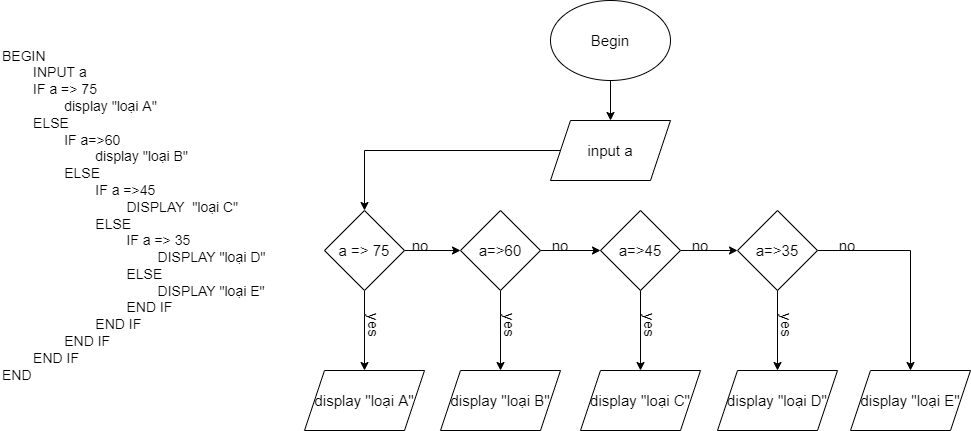 BEGIN
INPUT a
IF a => 75
display "loại A"
ELSE
IF a=>60
display "loại B"
ELSE
IF a =>45
DISPLAY "loại C"
ELSE
IF a => 35
DISPLAY "loại D"
ELSE
DISPLAY "loại E"
END IF
END IF
END IF
END IF
END
Begin
input a
a => 75
no
a=>60
no
a=>45
no
a=>35
no
yes
yes
yes
yes
display "loại A"
display "loại B"
display "loại C"
display "loại D"
display "loại E"